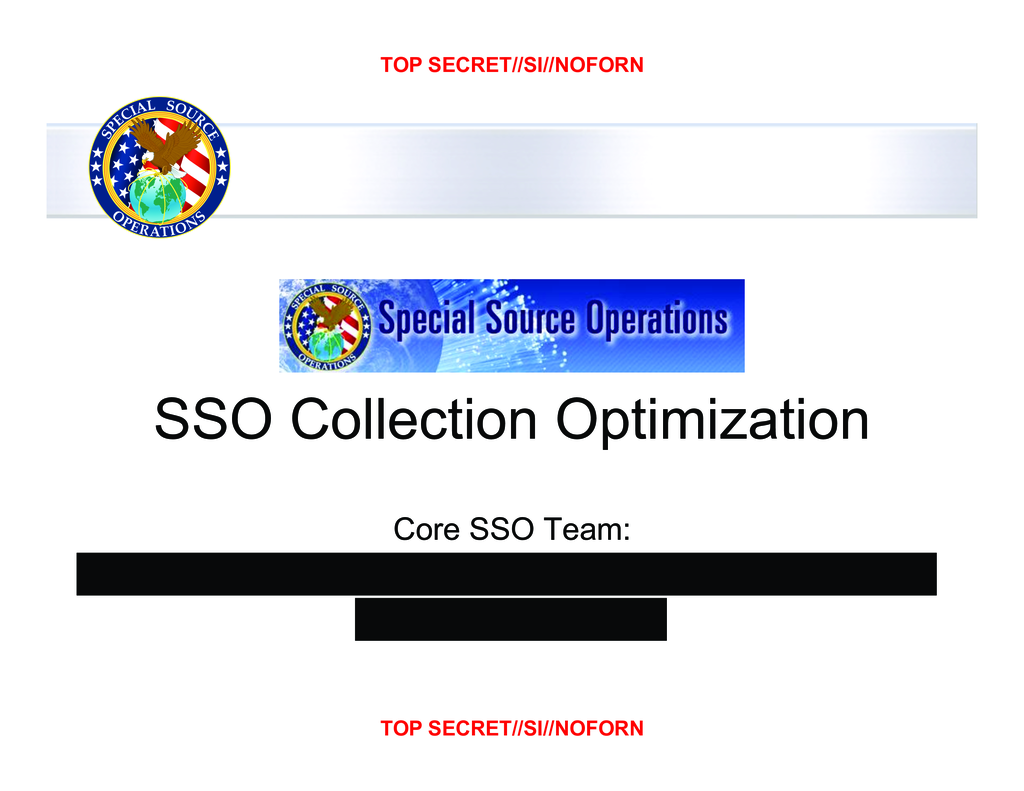 TOP SECRET//SI//NOFORN
SPECIAL SOURCE
OPERATIONS
SPECIAL SOURCE
OPERATIONS
Special Source Operations
SSO Collection Optimization
Core SSO Team:
TOP SECRET//SI//NOFORN